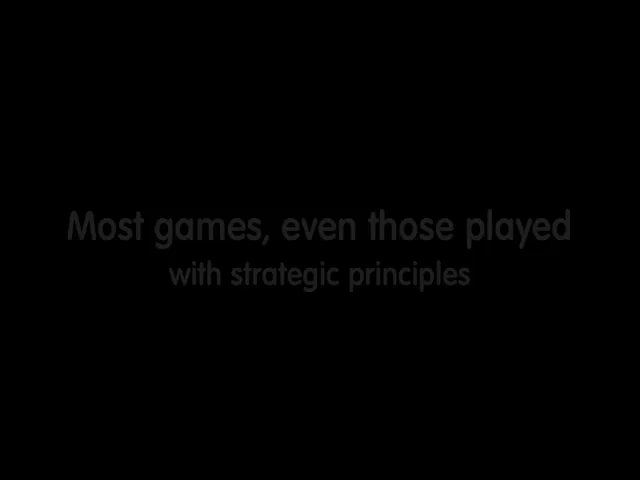 Most games, even those played
with strategic principles